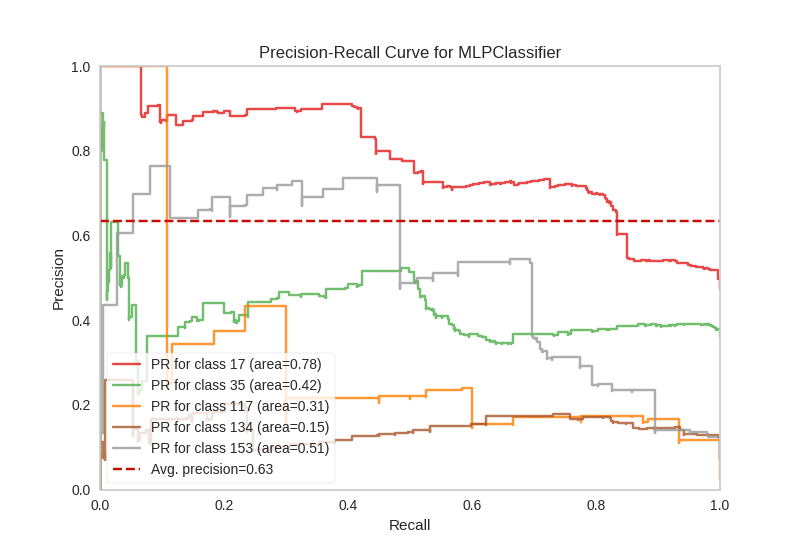 Precision-Recall Curve for MLPClassifier
1.0
0.8
0.6
0.4
0.2
0.0
Precision
PR for class 17 (area=0.78)
PR for class 35 (area=0.42)
PR for class 117 (area=0.31)
PR for class 134 (area=0.15)
PR for class 153 (area=0.51)
Avg. precision=0.63
0.0 0.2 0.4 0.6 0.8 1.0
Recall